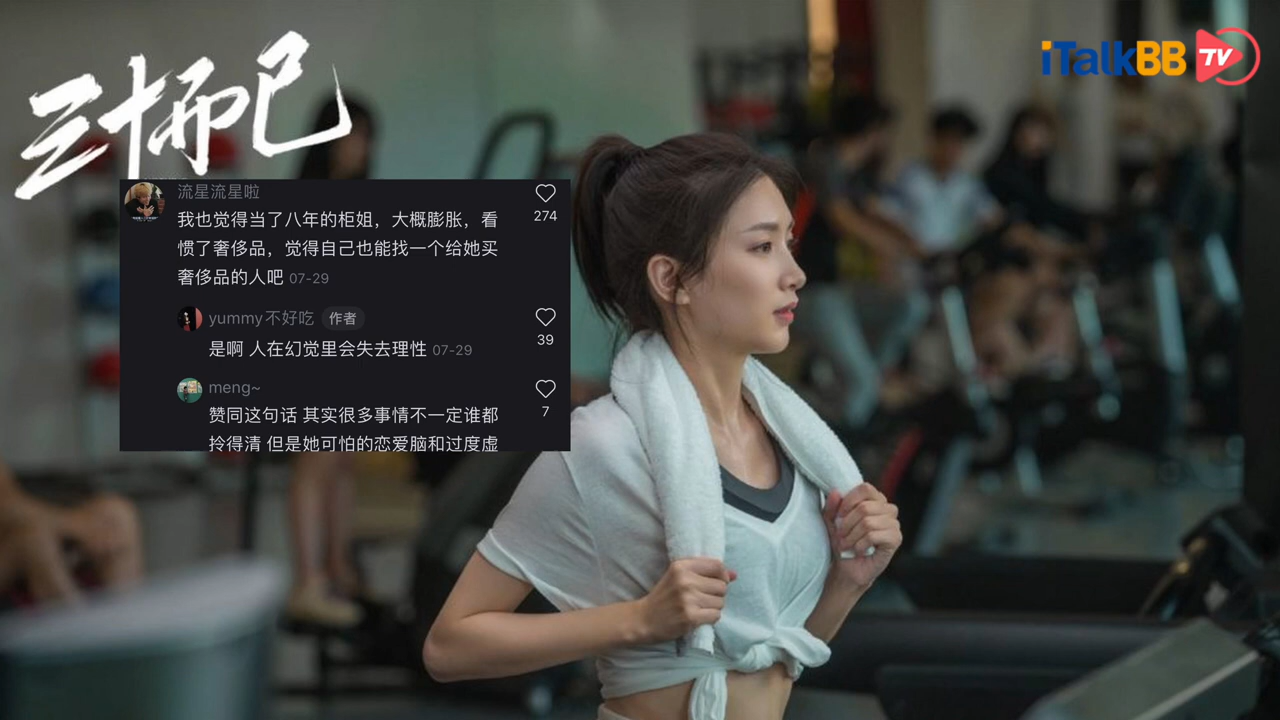 三十而已
iTalkBB TV
流星流星啦
我也觉得当了八年的柜姐，大概膨胀，看
惯了奢侈品，觉得自己也能找一个给她买
奢侈品的人吧 07-29
274
yummy不好吃 作者
是啊 人在幻觉里会失去理性 07-29
39
meng~
赞同这句话 其实很多事情不一定谁都
拎得清 但是她可怕的恋爱脑和过度虚
7